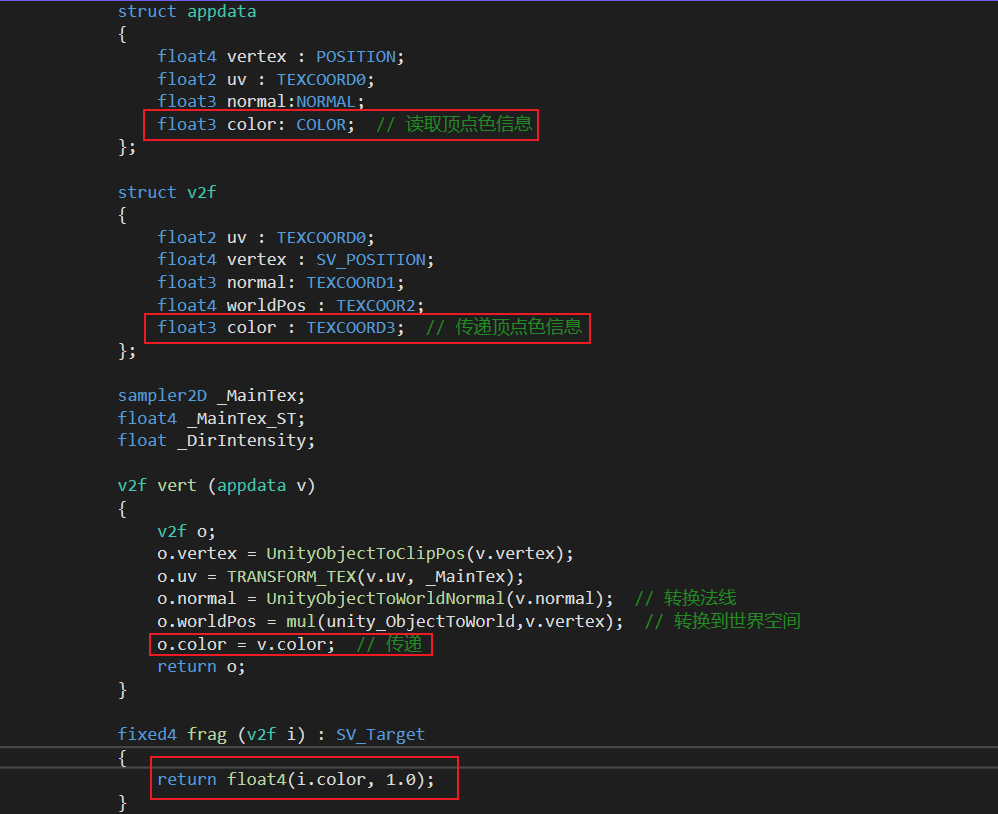 struct appdata
{
float4 vertex : POSITION;
float2 uv : TEXCOORD0;
float3 normal:NORMAL;
float3 color: COLOR;  // 读取顶点色信息
};
struct v2f
{
float2 uv : TEXCOORD0;
float4 vertex : SV_POSITION;
float3 normal: TEXCOORD1;
float4 worldPos : TEXCOOR2;
float3 color : TEXCOORD3;  // 传递顶点色信息
};
sampler2D _MainTex;
float4 _MainTex_ST;
float _DirIntensity;
v2f vert (appdata v)
{
v2f o;
o.vertex = UnityObjectToClipPos(v.vertex);
o.uv = TRANSFORM_TEX(v.uv, _MainTex);
o.normal = UnityObjectToWorldNormal(v.normal);  // 转换法线
o.worldPos = mul(unity_ObjectToWorld,v.vertex);  // 转换到世界空间
o.color = v.color;  // 传递
return o;
}
fixed4 frag (v2f i) : SV_Target
{
return float4(i.color, 1.0);
}